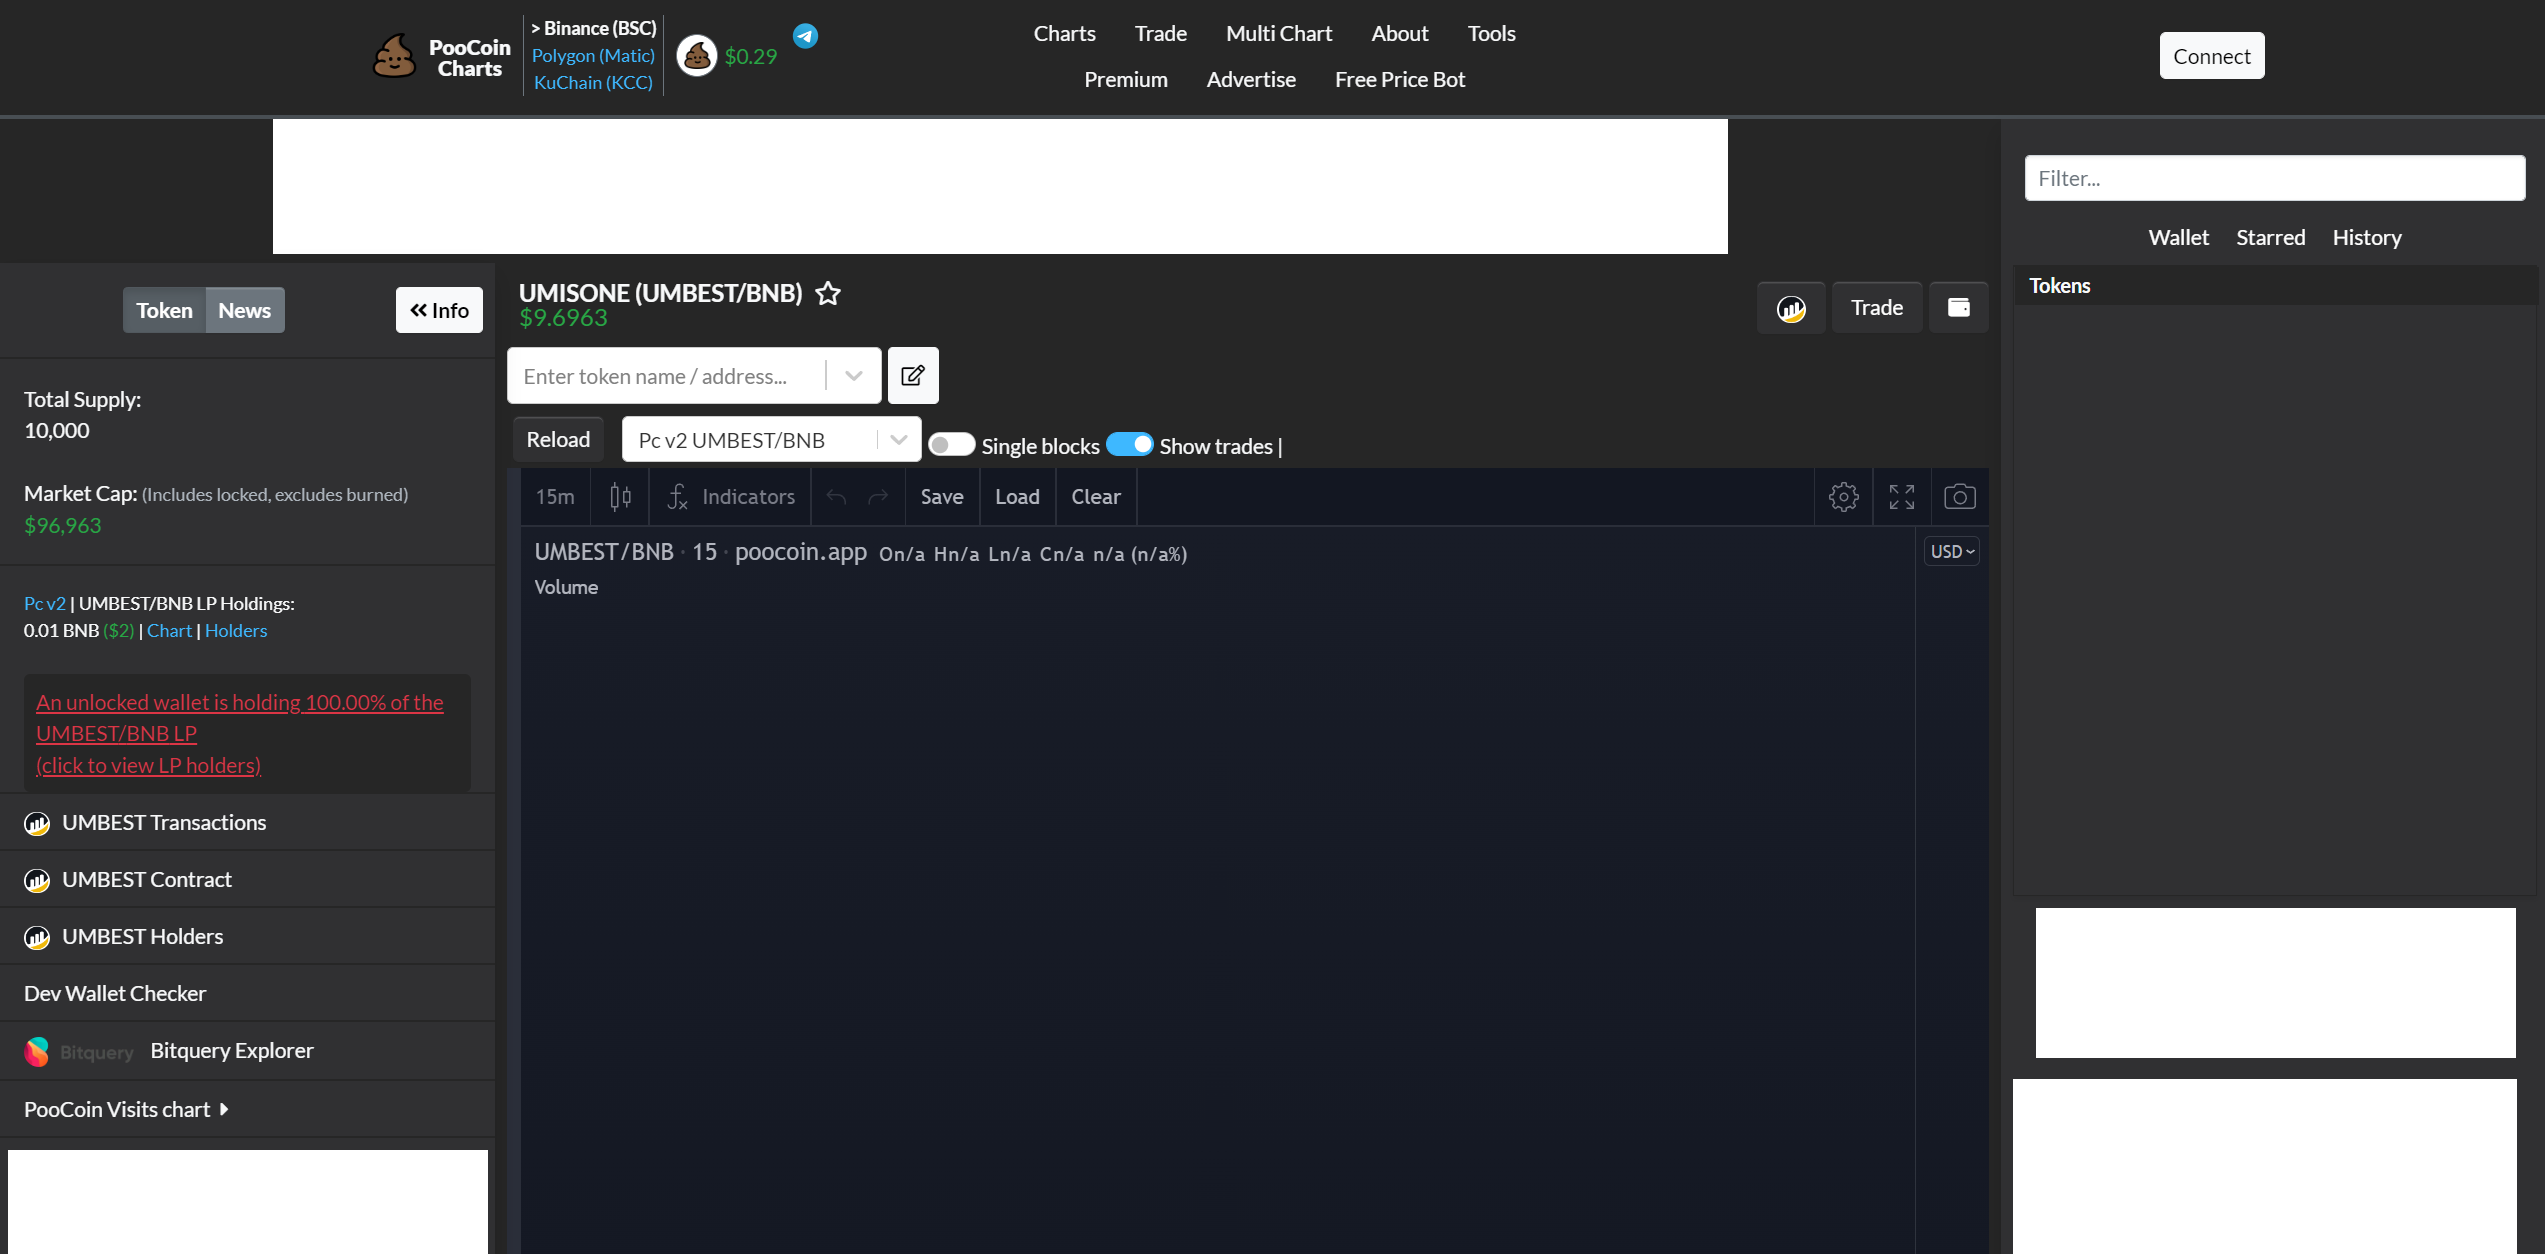 PooCoin
Charts
> Binance (BSC)
Polygon (Matic)
KuChain (KCC)
$0.29
Charts Trade Multi Chart About Tools
Premium Advertise Free Price Bot
Connect
Filter...
Wallet Starred History
Tokens
Token News
Info
Total Supply:
10,000
Market Cap: (Includes locked, excludes burned)
$96,963
Pc v2 | UMBEST/BNB LP Holdings:
0.01 BNB ($2) | Chart | Holders
An unlocked wallet is holding 100.00% of the
UMBEST/BNB LP
(click to view LP holders)
UMBEST Transactions
UMBEST Contract
UMBEST Holders
Dev Wallet Checker
Bitquery Bitquery Explorer
PooCoin Visits chart
UMISONE (UMBEST/BNB)
$9.6963
Trade
Enter token name / address...
Reload Pc v2 UMBEST/BNB Single blocks Show trades |
15m Indicators Save Load Clear
UMBEST/BNB · 15 · poocoin.app On/a Hn/a Ln/a Cn/a n/a (n/a%)
USD
Volume